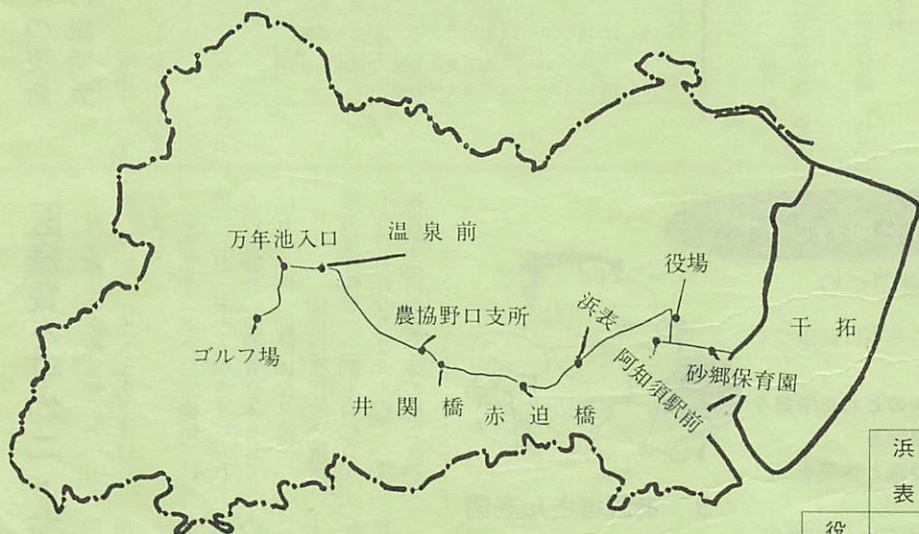 万年池入口
温泉前
役場
農協野口支所
浜表
干拓
ゴルフ場
阿知須駅前
砂郷保育園
井関橋
赤迫橋
浜表
役